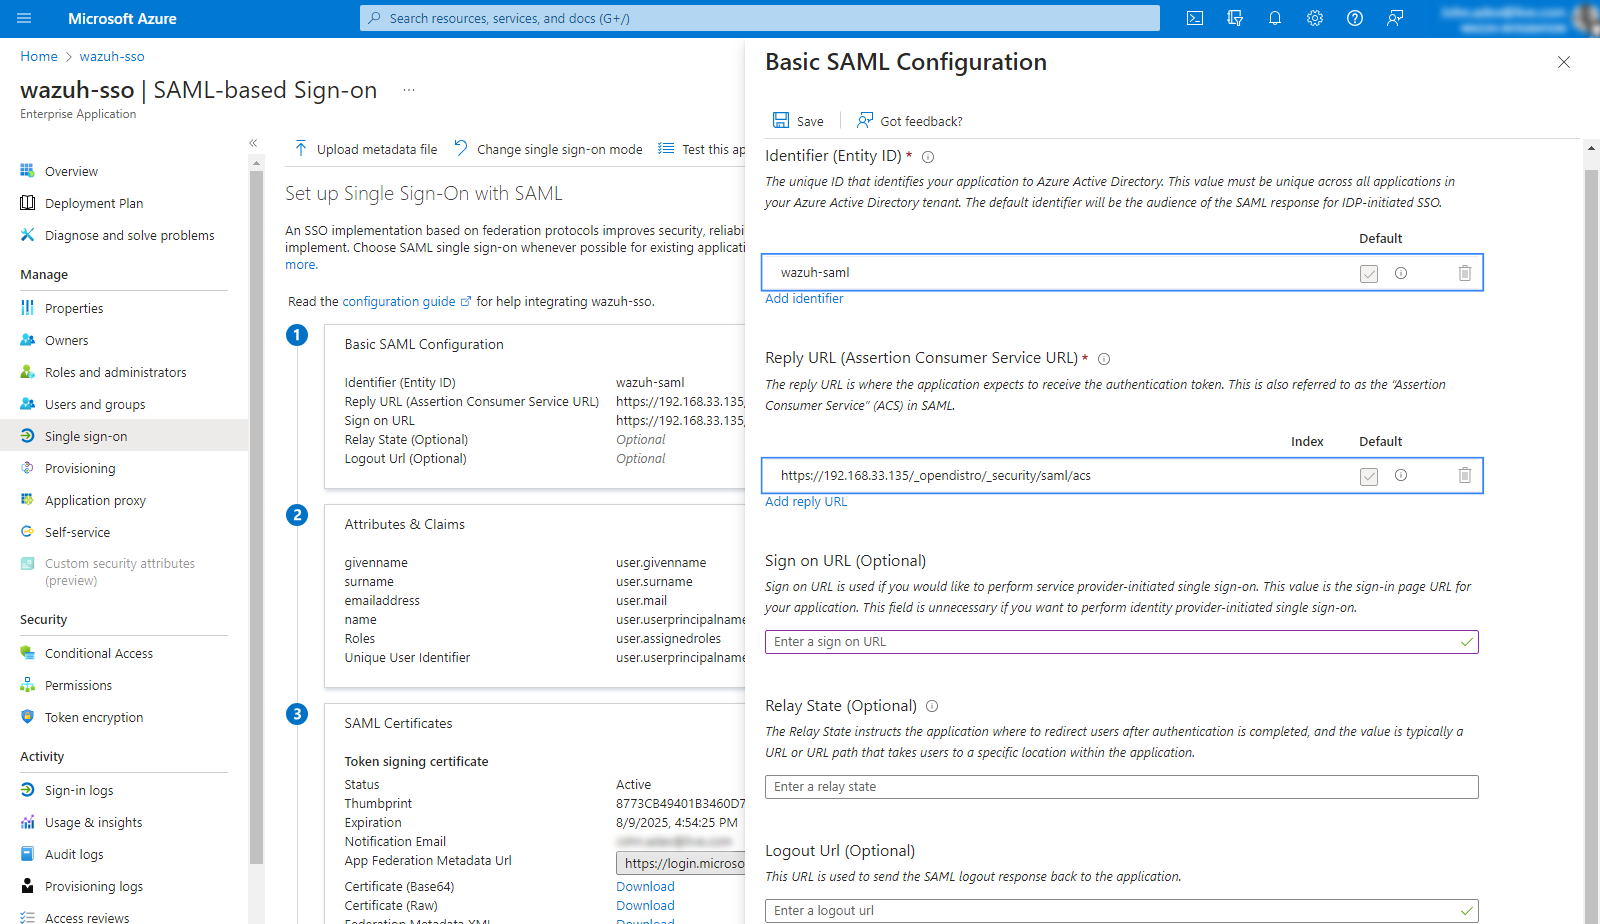 Microsoft Azure
Search resources, services, and docs (G+/)
Home > wazuh-sso
wazuh-sso | SAML-based Sign-on ...
Enterprise Application
Overview
Deployment Plan
Diagnose and solve problems
Manage
Properties
Owners
Roles and administrators
Users and groups
Single sign-on
Provisioning
Application proxy
Self-service
Custom security attributes
(preview)
Security
Conditional Access
Permissions
Token encryption
Activity
Sign-in logs
Usage & insights
Audit logs
Provisioning logs
Access reviews
Upload metadata file
Change single sign-on mode
Test this ap
Set up Single Sign-On with SAML
An SSO implementation based on federation protocols improves security, reliabi
implement. Choose SAML single sign-on whenever possible for existing applicati
more.
Read the configuration guide for help integrating wazuh-sso.
1
Basic SAML Configuration
Identifier (Entity ID) wazuh-saml
Reply URL (Assertion Consumer Service URL) https://192.168.33.135,
Sign on URL https://192.168.33.135/
Relay State (Optional) Optional
Logout Url (Optional) Optional
2
Attributes & Claims
givenname user.givenname
surname user.surname
emailaddress user.mail
name user.userprincipalname
Roles user.assignedroles
Unique User Identifier user.userprincipalname
3
SAML Certificates
Token signing certificate
Status Active
Thumbprint 8773CB49401B3460D7
Expiration 8/9/2025, 4:54:25 PM
Notification Email
App Federation Metadata Url https://login.microso
Certificate (Base64) Download
Certificate (Raw) Download
Federation Metadata XML Download
Basic SAML Configuration
Save
Got feedback?
Identifier (Entity ID) *
The unique ID that identifies your application to Azure Active Directory. This value must be unique across all applications in
your Azure Active Directory tenant. The default identifier will be the audience of the SAML response for IDP-initiated SSO.
Default
wazuh-saml
Add identifier
Reply URL (Assertion Consumer Service URL) *
The reply URL is where the application expects to receive the authentication token. This is also referred to as the “Assertion
Consumer Service” (ACS) in SAML.
Index Default
https://192.168.33.135/_opendistro/_security/saml/acs
Add reply URL
Sign on URL (Optional)
Sign on URL is used if you would like to perform service provider-initiated single sign-on. This value is the sign-in page URL for
your application. This field is unnecessary if you want to perform identity provider-initiated single sign-on.
Enter a sign on URL
Relay State (Optional)
The Relay State instructs the application where to redirect users after authentication is completed, and the value is typically a
URL or URL path that takes users to a specific location within the application.
Enter a relay state
Logout Url (Optional)
This URL is used to send the SAML logout response back to the application.
Enter a logout url